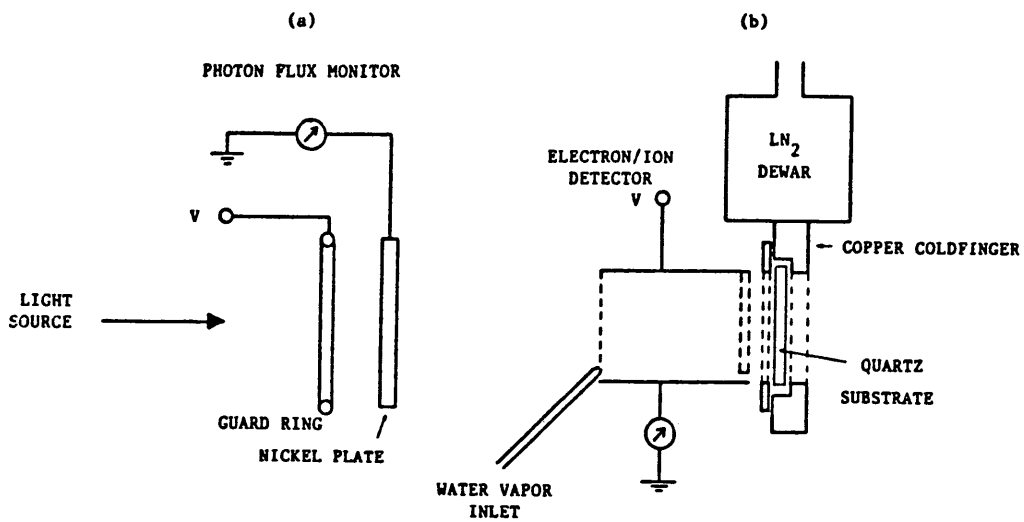 (a)
PHOTON FLUX MONITOR
V
LIGHT
SOURCE
GUARD RING
NICKEL PLATE
(b)
LN2
DEWAR
ELECTRON/ION
DETECTOR
V
COPPER COLDFINGER
QUARTZ
SUBSTRATE
WATER VAPOR
INLET